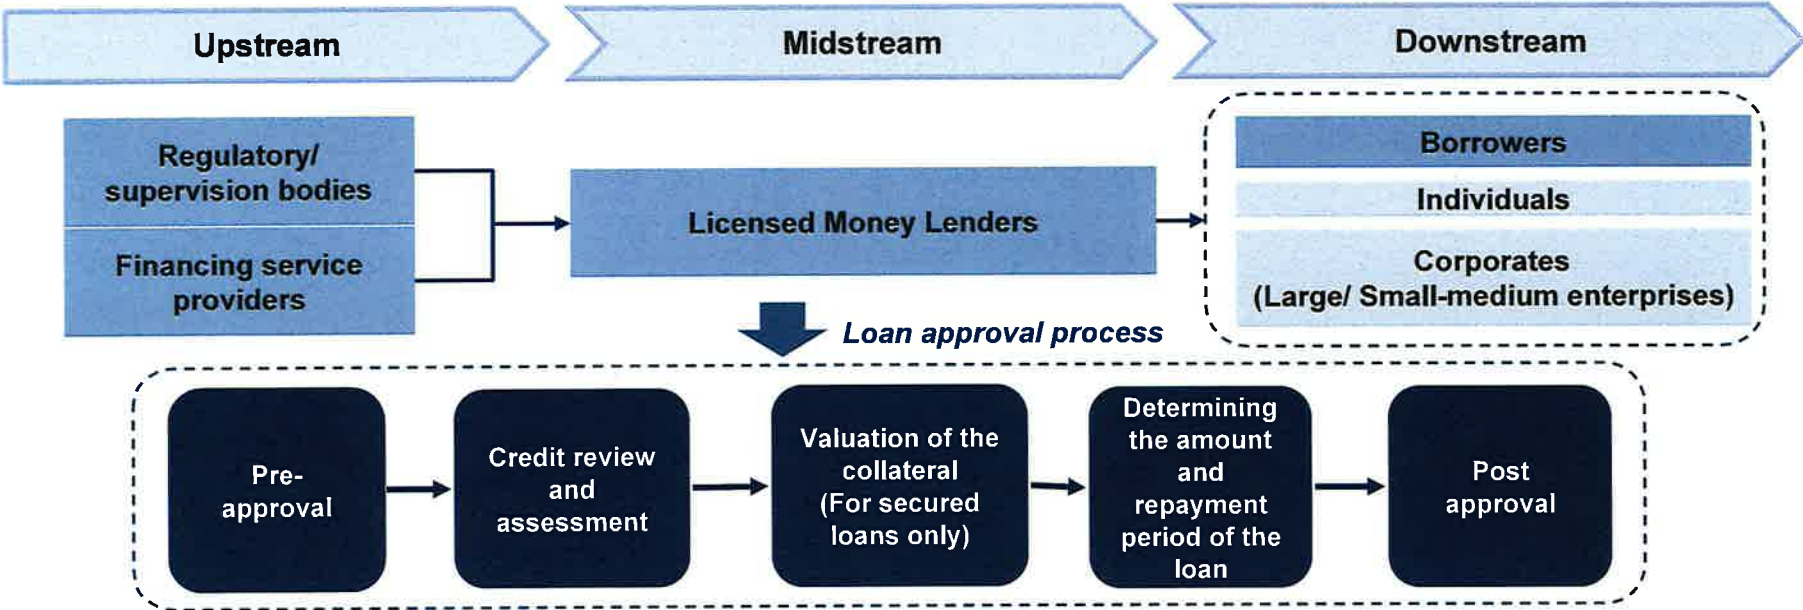 Upstream
Midstream
Downstream
Regulatory/
supervision bodies
Financing service
providers
Licensed Money Lenders
Borrowers
Individuals
Corporates
(Large/ Small-medium enterprises)
Loan approval process
Pre-
approval
Credit review
and
assessment
Valuation of the
collateral
(For secured
loans only)
Determining
the amount
and
repayment
period of the
loan
Post
approval